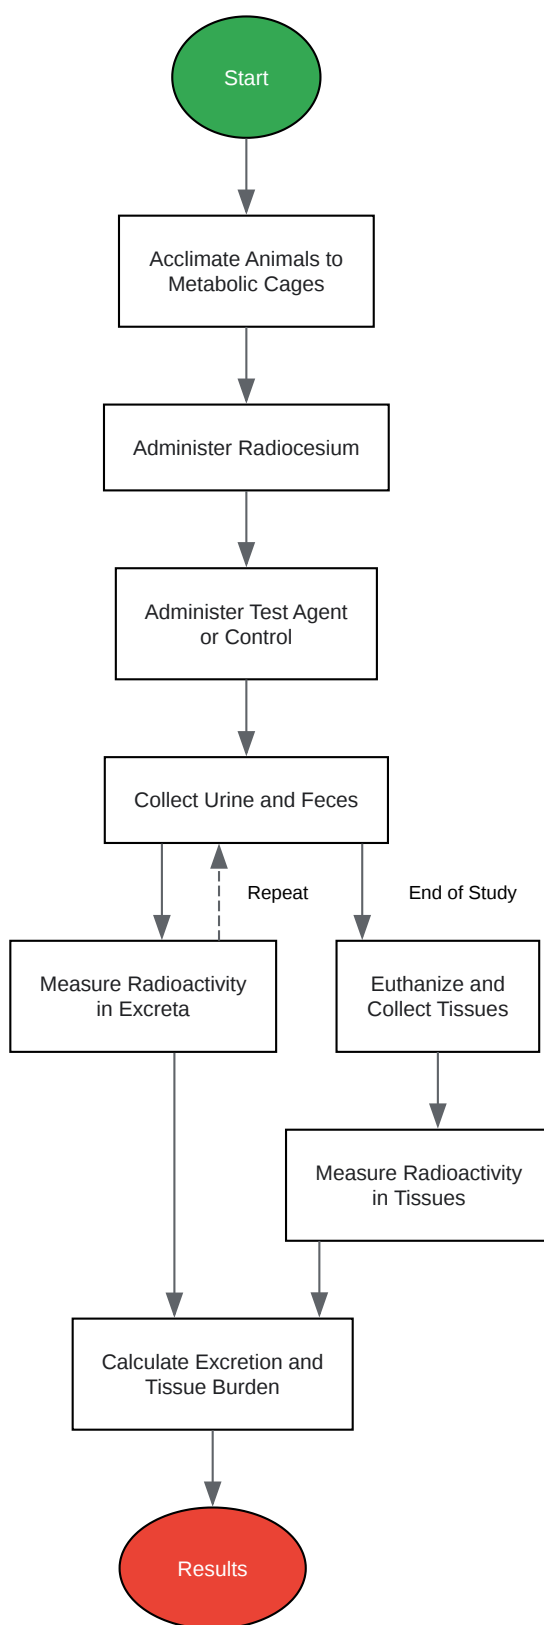 Start
Acclimate Animals to
Metabolic Cages
Administer Radiocesium
Administer Test Agent
or Control
Collect Urine and Feces
Repeat
End of Study
Measure Radioactivity
in Excreta
Euthanize and
Collect Tissues
Measure Radioactivity
in Tissues
Calculate Excretion and
Tissue Burden
Results